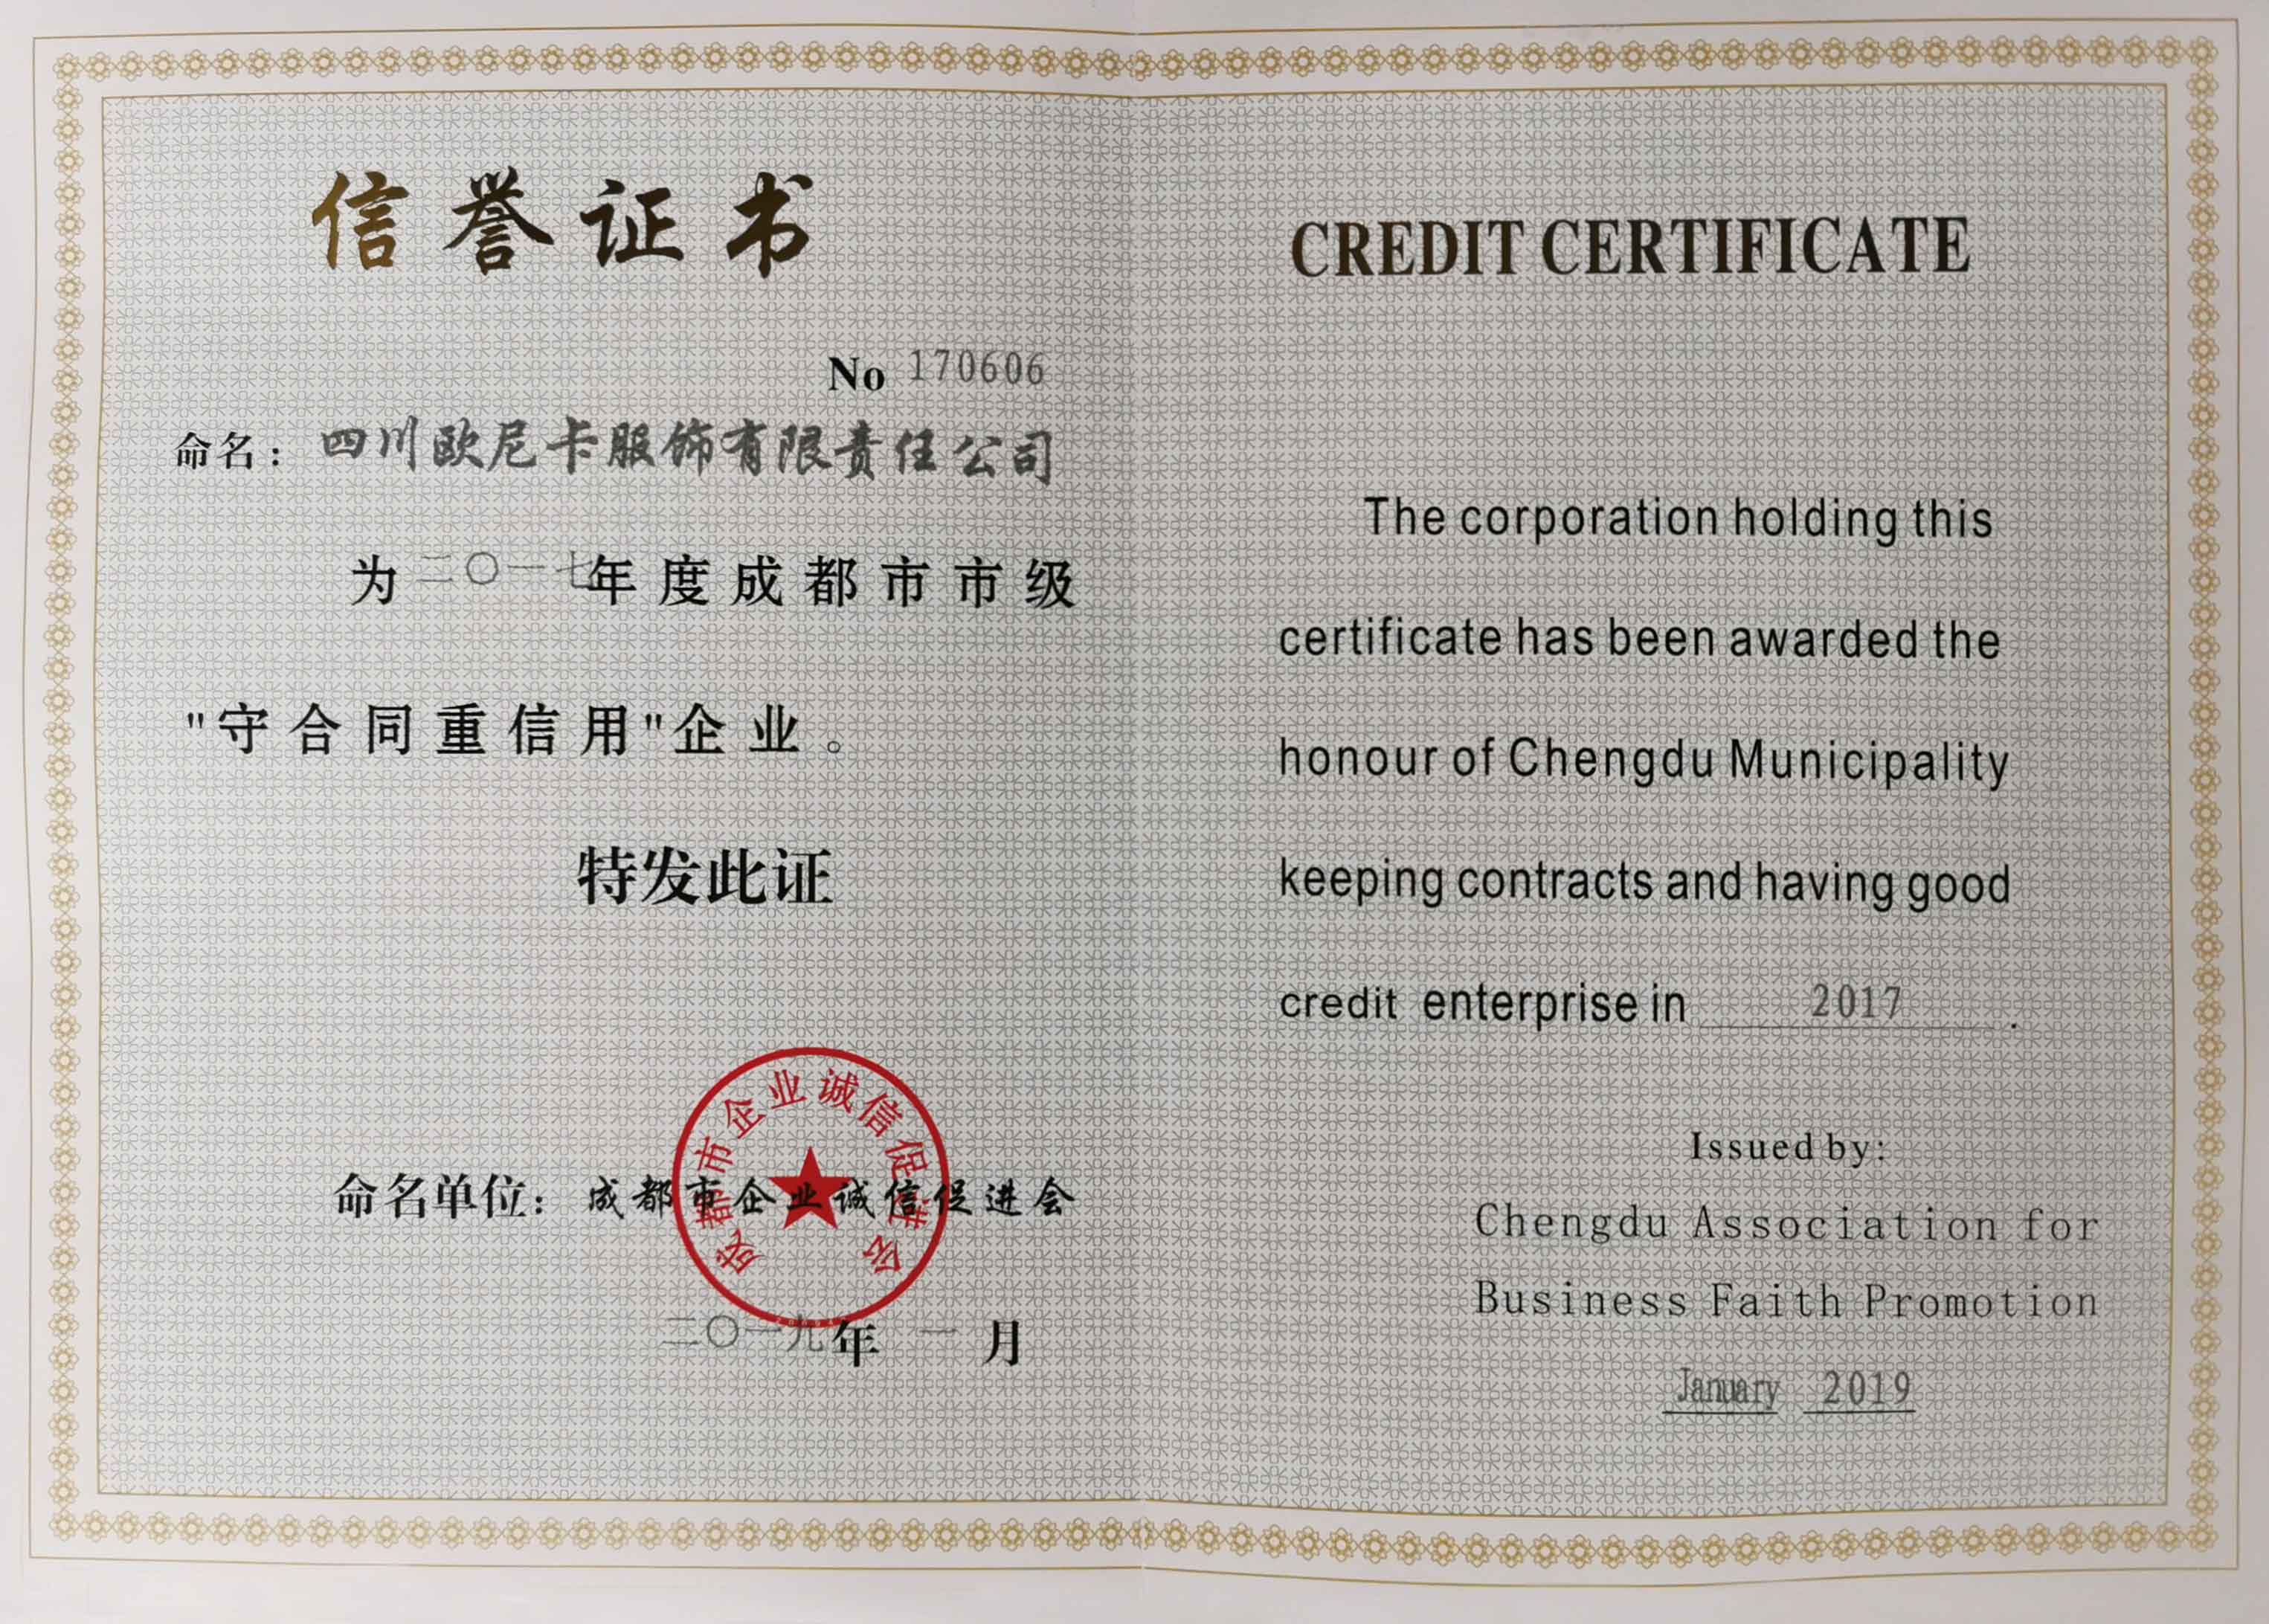 信誉证书
No 170606
命名：四川欧尼卡服饰有限责任公司
为二〇一七年度成都市市级
"守合同重信用"企业。
特发此证
成都市企业诚信促进会
命名单位：成都市企业诚信促进会
二〇一九年一月
CREDIT CERTIFICATE
The corporation holding this
certificate has been awarded the
honour of Chengdu Municipality
keeping contracts and having good
credit enterprise in 2017.
Issued by:
Chengdu Association for
Business Faith Promotion
January 2019